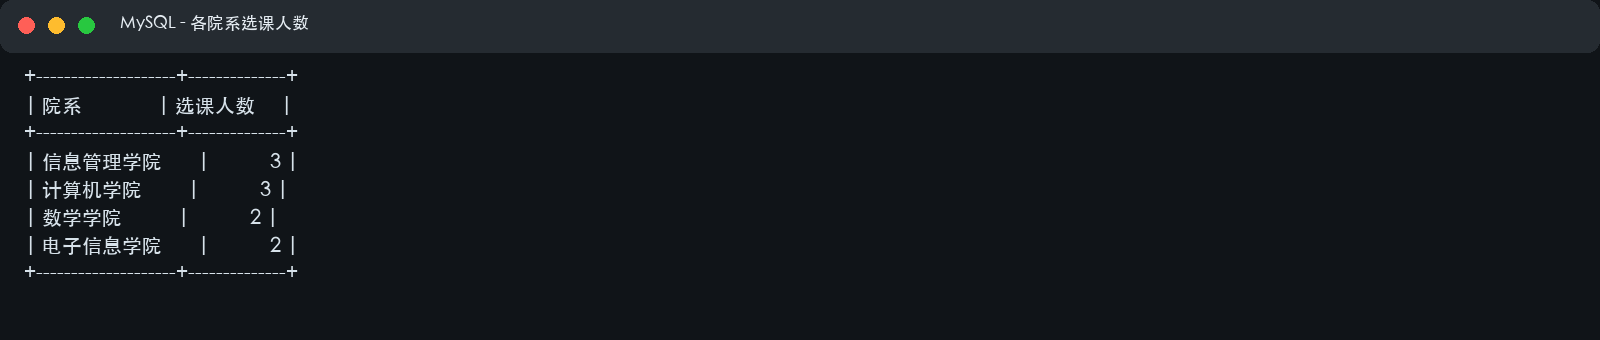 MySQL - 各院系选课人数
+--------------------+--------------+
| 院系 | 选课人数 |
+--------------------+--------------+
| 信息管理学院 | 3 |
| 计算机学院 | 3 |
| 数学学院 | 2 |
| 电子信息学院 | 2 |
+--------------------+--------------+